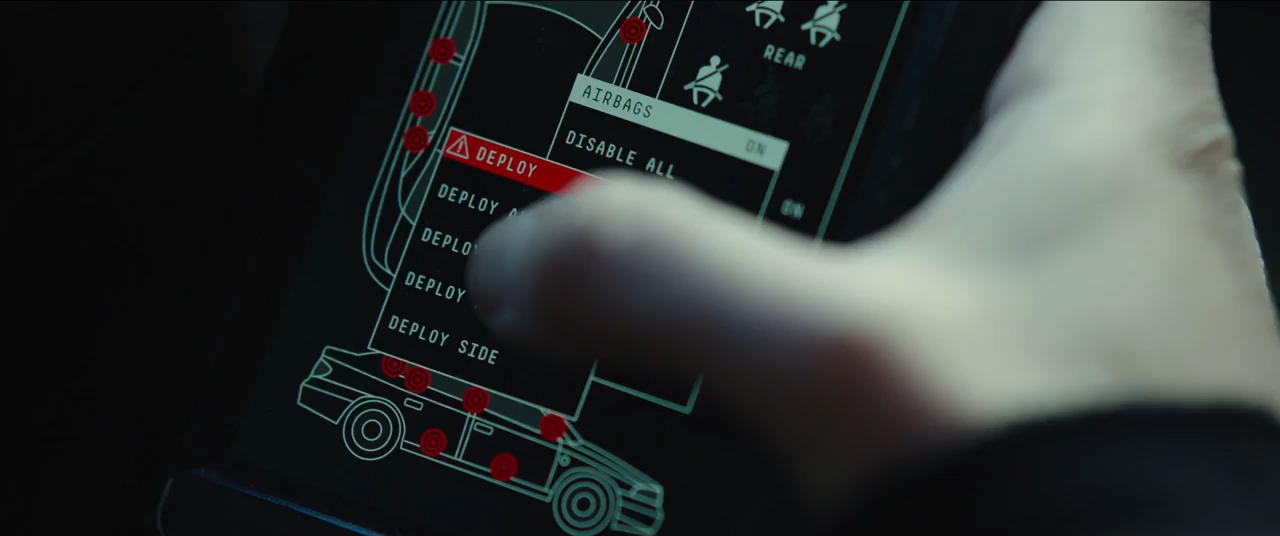 REAR
AIRBAGS ON
DISABLE ALL
ON
DEPLOY
DEPLOY
DEPLOY
DEPLOY
DEPLOY SIDE